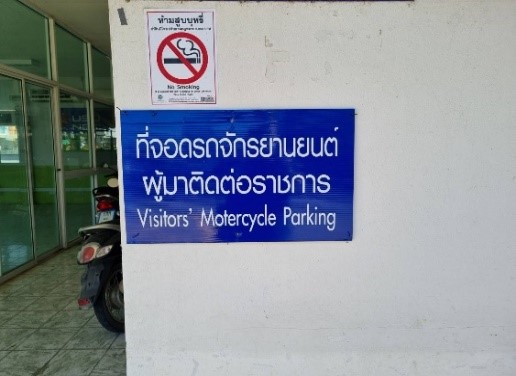 ห้ามสูบบุหรี่
No Smoking
ที่จอดรถจักรยานยนต์
ผู้มาติดต่อราชการ
Visitors' Motercycle Parking